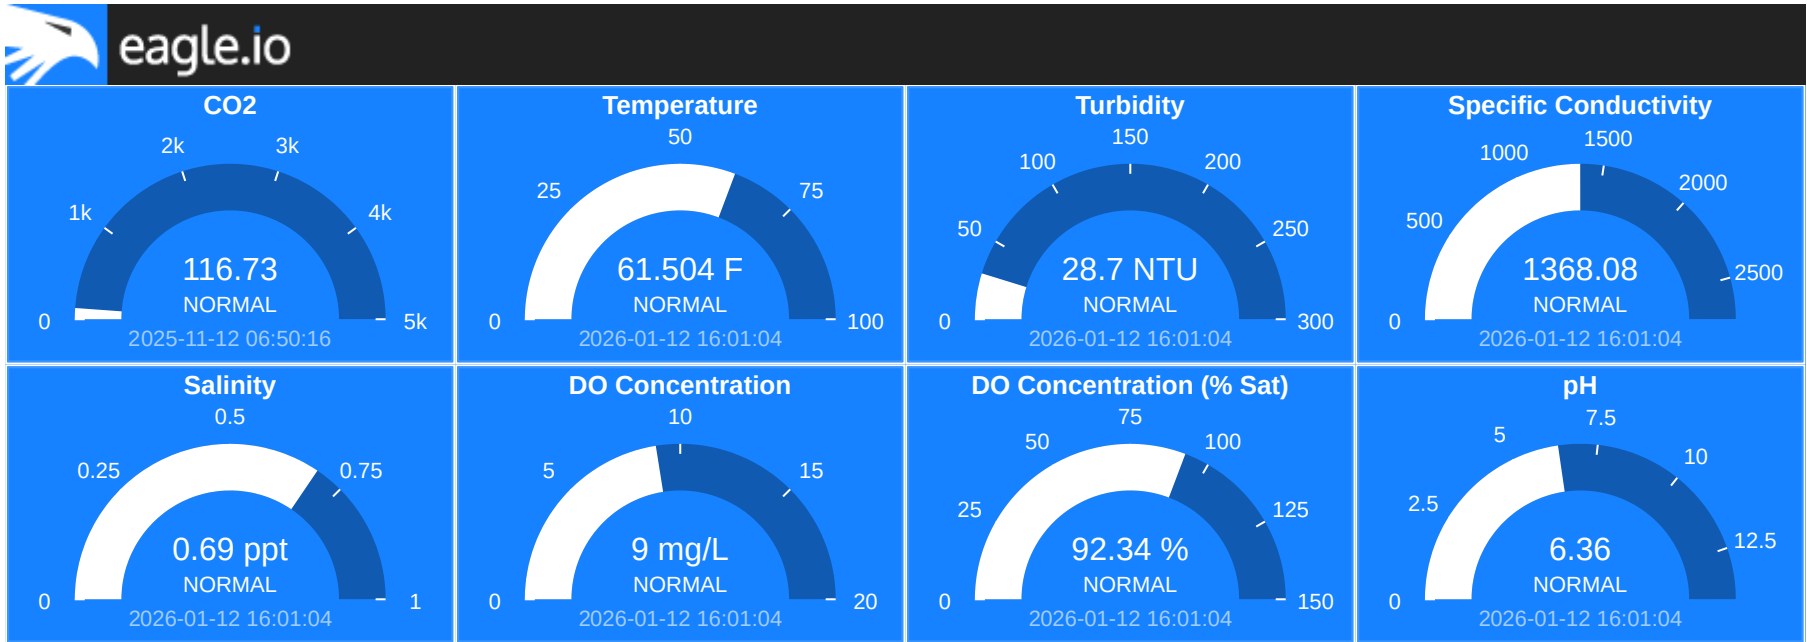 eagle.io
CO2
0
1k
2k
3k
4k
5k
116.73
NORMAL
2025-11-12 06:50:16
Temperature
0
25
50
75
100
61.504 F
NORMAL
2026-01-12 16:01:04
Turbidity
0
50
100
150
200
250
300
28.7 NTU
NORMAL
2026-01-12 16:01:04
Specific Conductivity
0
500
1000
1500
2000
2500
1368.08
NORMAL
2026-01-12 16:01:04
Salinity
0
0.25
0.5
0.75
1
0.69 ppt
NORMAL
2026-01-12 16:01:04
DO Concentration
0
5
10
15
20
9 mg/L
NORMAL
2026-01-12 16:01:04
DO Concentration (% Sat)
0
25
50
75
100
125
150
92.34 %
NORMAL
2026-01-12 16:01:04
pH
0
2.5
5
7.5
10
12.5
6.36
NORMAL
2026-01-12 16:01:04